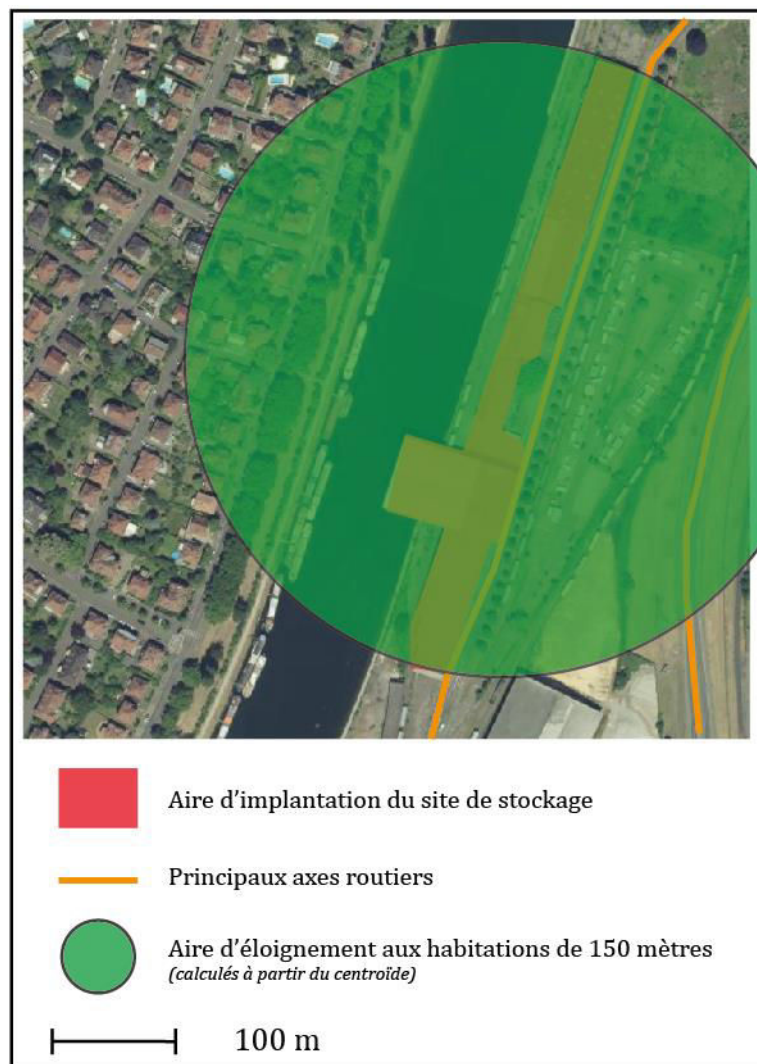 Aire d'implantation du site de stockage
Principaux axes routiers
Aire d'éloignement aux habitations de 150 mètres
(calculés à partir du centroïde)
100 m